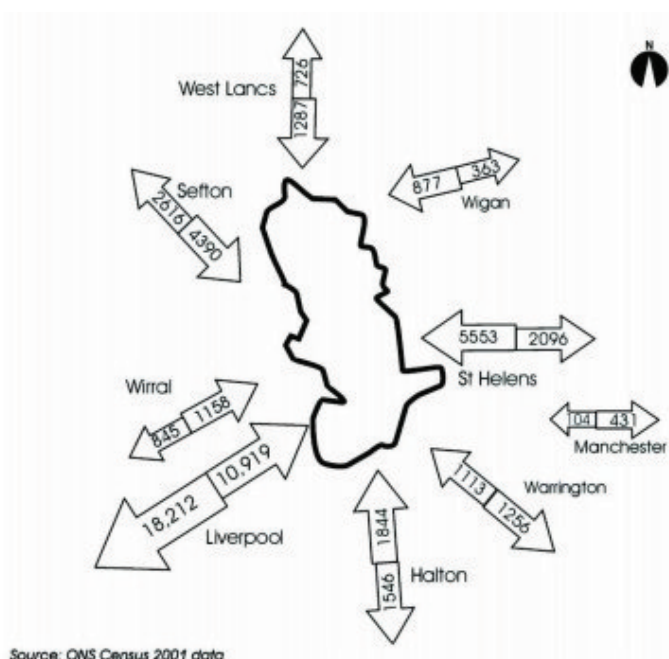 N
West Lancs
726
1287
Sefton
2616
4390
877
363
Wigan
5553
2096
St Helens
Wirral
845
1158
104
431
Manchester
10,919
18,212
Liverpool
1113
1256
Warrington
1844
1546
Halton
Source: ONS Census 2001 data